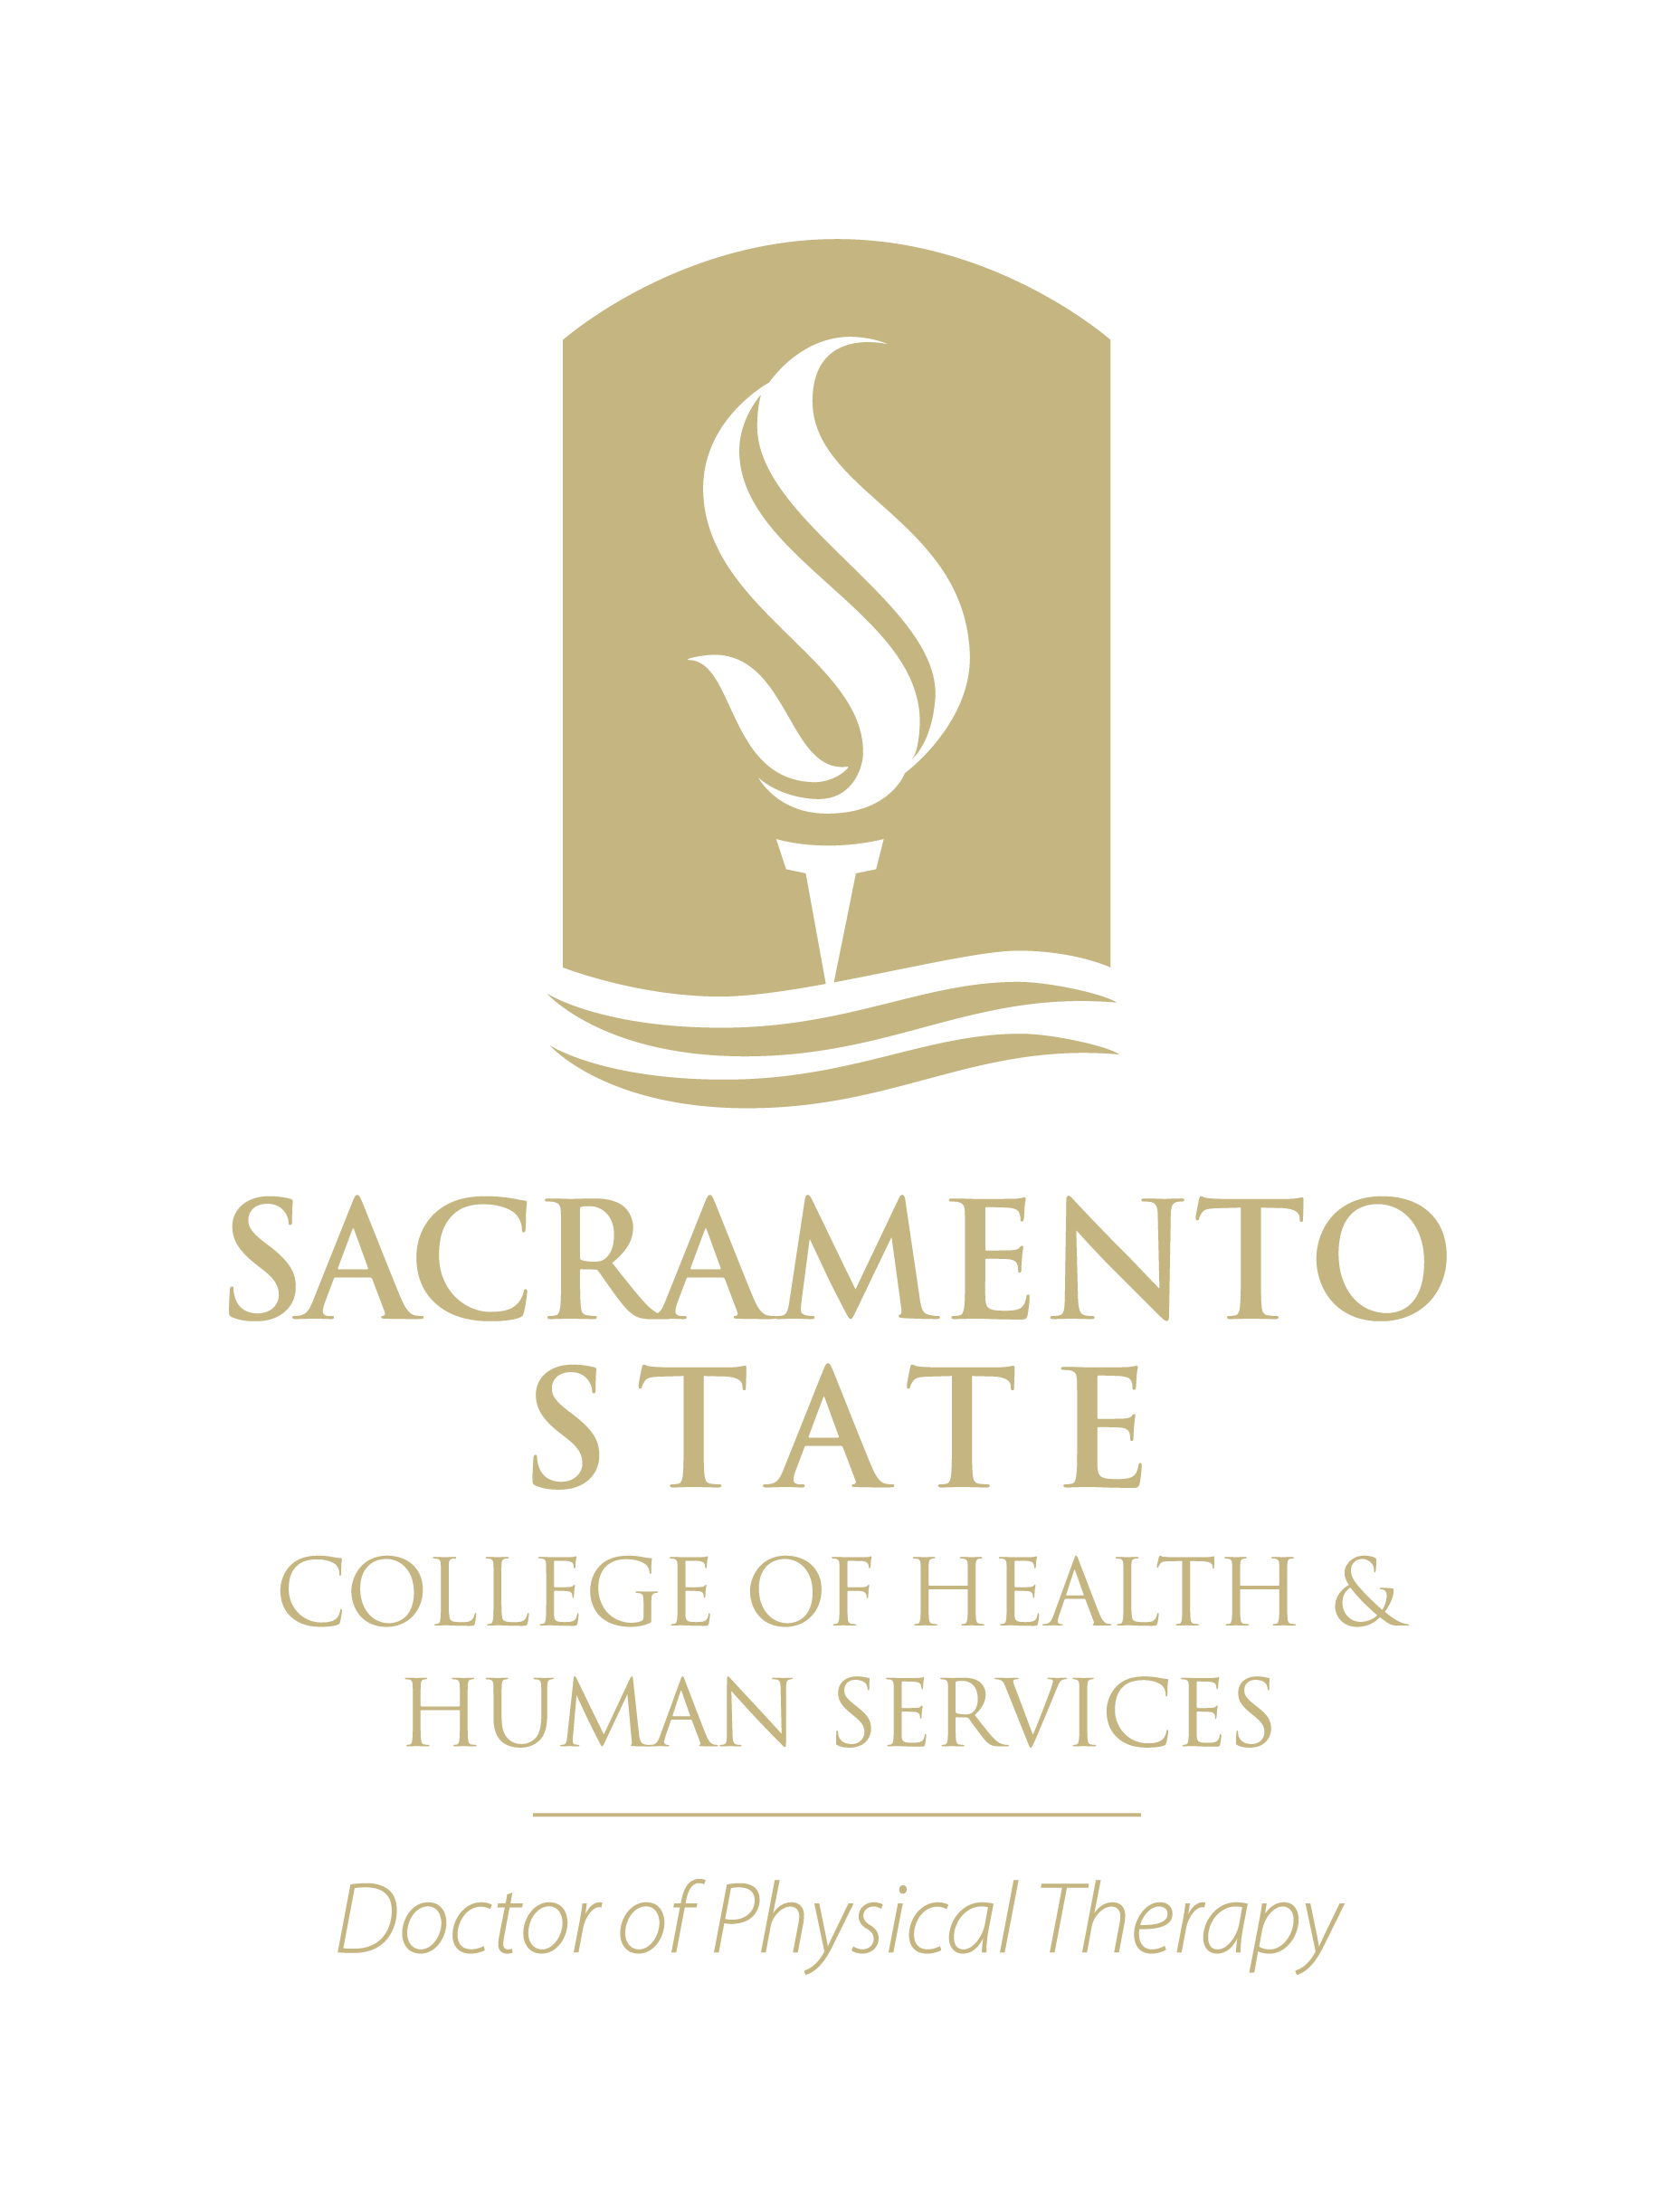 SACRAMENTO
STATE
COLLEGE OF HEALTH &
HUMAN SERVICES
Doctor of Physical Therapy